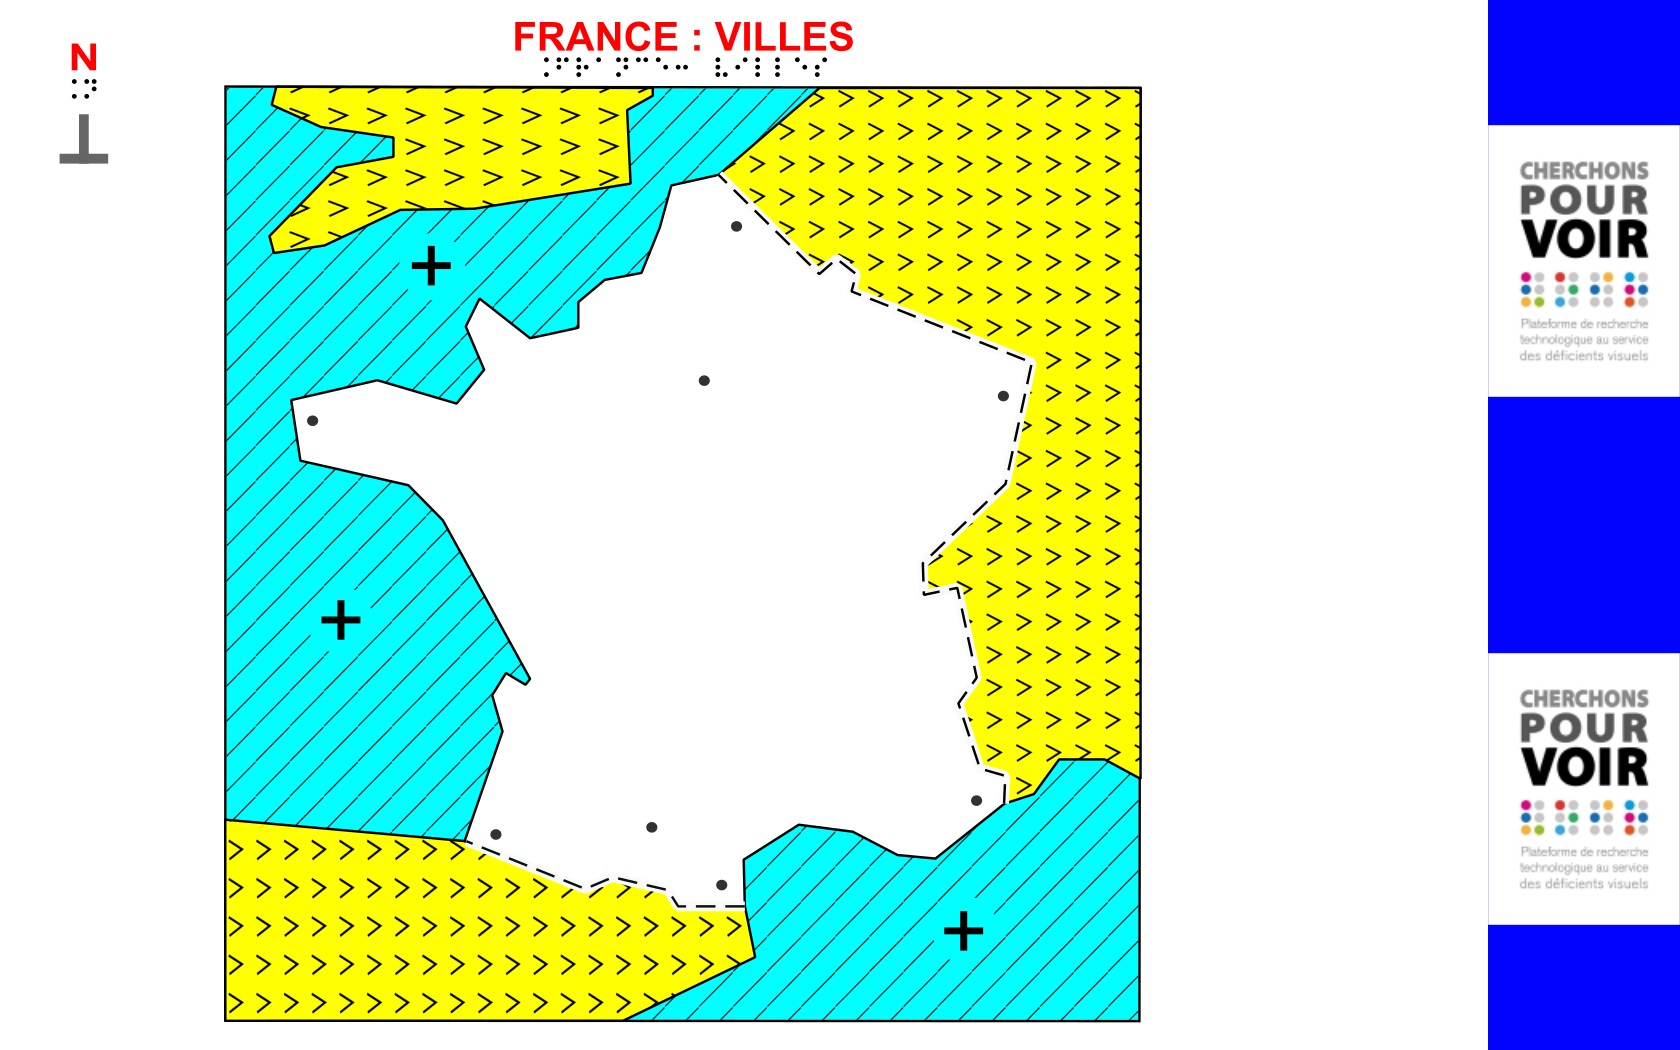 FRANCE : VILLES
N
CHERCHONS
POUR
VOIR
Plateforme de recherche
technologique au service
des déficients visuels
CHERCHONS
POUR
VOIR
Plateforme de recherche
technologique au service
des déficients visuels